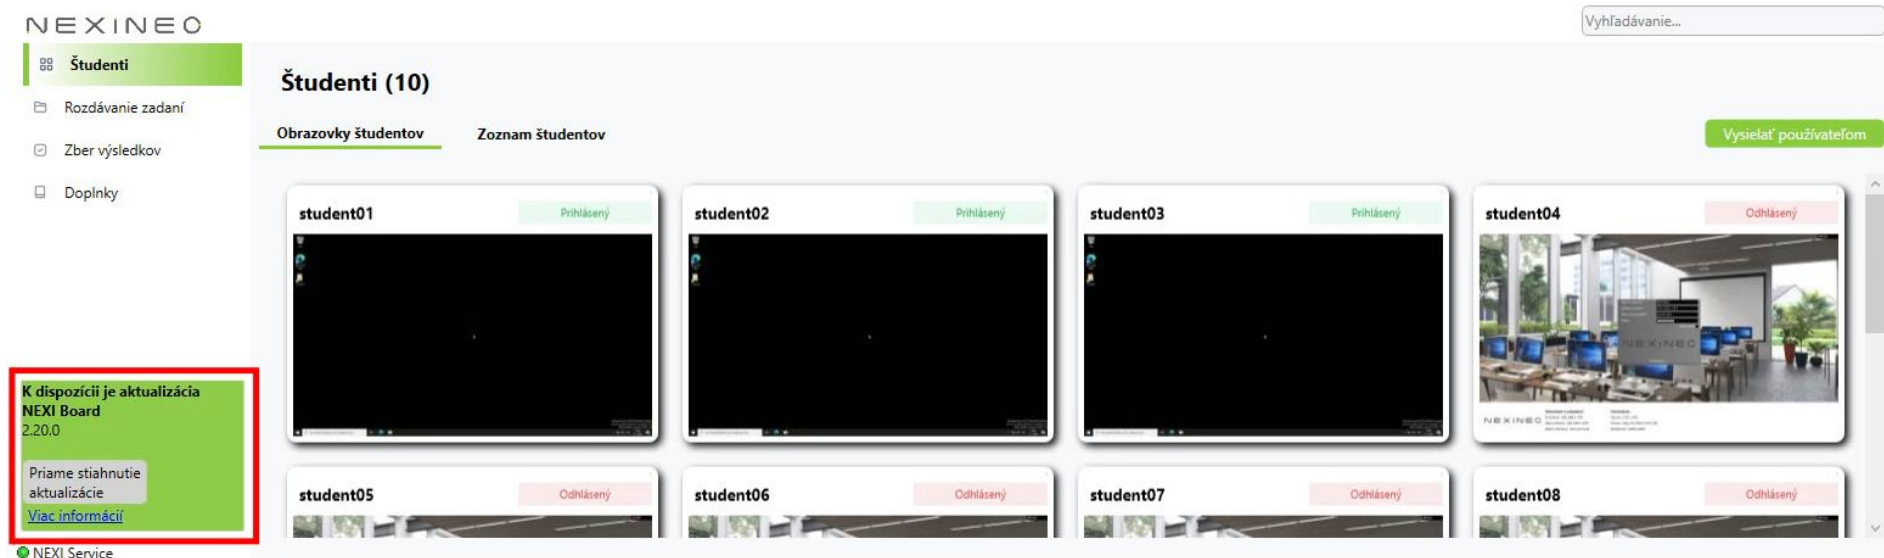 NEXINEO
Vyhľadávanie...
Študenti
Rozdávanie zadaní
Zber výsledkov
Doplnky
Študenti (10)
Obrazovky študentov
Zoznam študentov
Vysielať používateľom
student01
Prihlásený
student02
Prihlásený
student03
Prihlásený
student04
Odhlásený
NEXINEO
NEXINEO
student05
Odhlásený
student06
Odhlásený
student07
Odhlásený
student08
Odhlásený
K dispozícii je aktualizácia
NEXI Board
2.20.0
Priame stiahnutie
aktualizácie
Viac informácií
NEXI Service